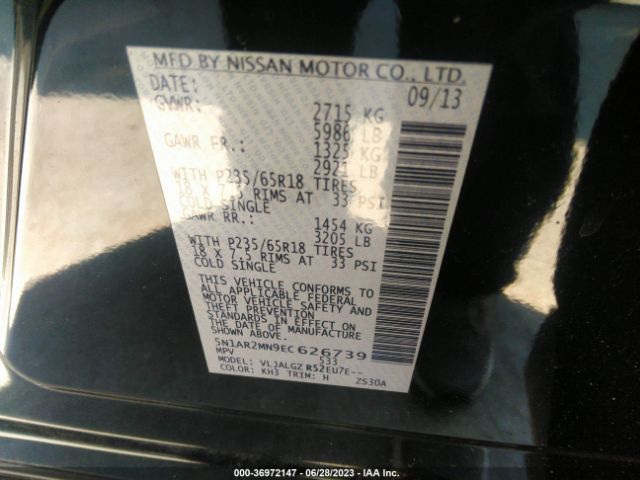 MFD BY NISSAN MOTOR CO., LTD.
DATE: 09/13
GVWR: 2715 KG
5986 LB
GAWR FR.: 1325 KG
2921 LB
WITH P235/65R18 TIRES
18 X 7.5 RIMS AT 33 PSI
COLD SINGLE
GAWR RR.: 1454 KG
3205 LB
WITH P235/65R18 TIRES
18 X 7.5 RIMS AT 33 PSI
COLD SINGLE
THIS VEHICLE CONFORMS TO
ALL APPLICABLE FEDERAL
MOTOR VEHICLE SAFETY AND
THEFT PREVENTION
STANDARDS IN EFFECT ON
THE DATE OF MANUFACTURE
5N1AR2MN9EC 626739
MPV 533
MODEL: VLJALGZ R52EU7E--
COLOR: KH3 TRIM: H ZS30A
000-36972147 | 06/28/2023 - IAA Inc.